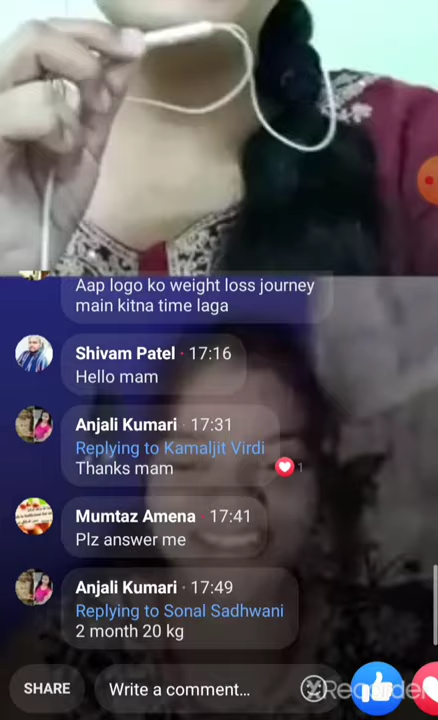 Aap logo ko weight loss journey
main kitna time laga
Shivam Patel · 17:16
Hello mam
Anjali Kumari · 17:31
Replying to Kamaljit Virdi
Thanks mam
1
Mumtaz Amena · 17:41
Plz answer me
Anjali Kumari · 17:49
Replying to Sonal Sadhwani
2 month 20 kg
SHARE Write a comment...